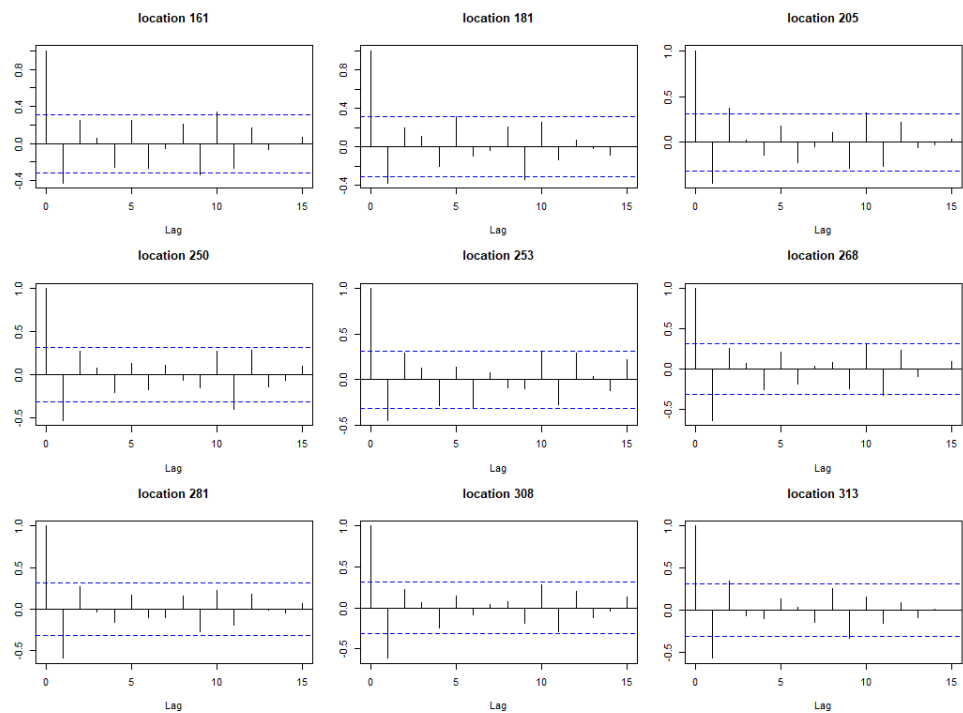 location 161
location 181
location 205
-0.4 0.0 0.4 0.8
-0.4 0.0 0.4 0.8
0.0 0.5 1.0
0 5 10 15
0 5 10 15
0 5 10 15
Lag
Lag
Lag
location 250
location 253
location 268
-0.5 0.0 0.5 1.0
-0.5 0.0 0.5 1.0
-0.5 0.0 0.5 1.0
0 5 10 15
0 5 10 15
0 5 10 15
Lag
Lag
Lag
location 281
location 308
location 313
-0.5 0.0 0.5 1.0
-0.5 0.0 0.5 1.0
-0.5 0.0 0.5 1.0
0 5 10 15
0 5 10 15
0 5 10 15
Lag
Lag
Lag